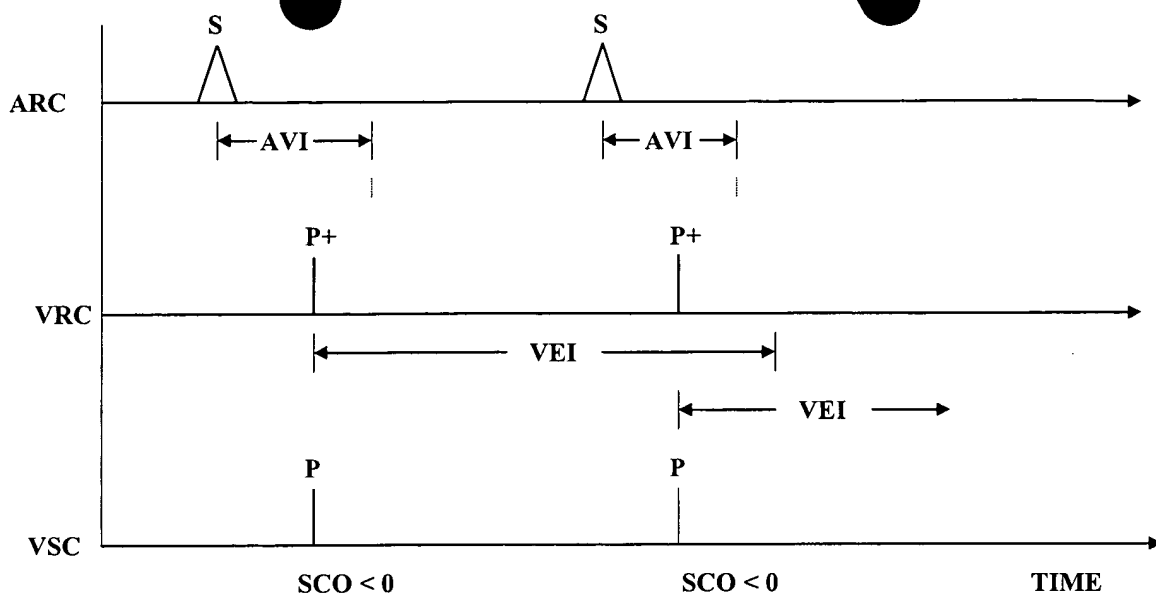 S S
ARC
AVI AVI
P+ P+
VRC
VEI
VEI
P P
VSC
SCO < 0 SCO < 0 TIME